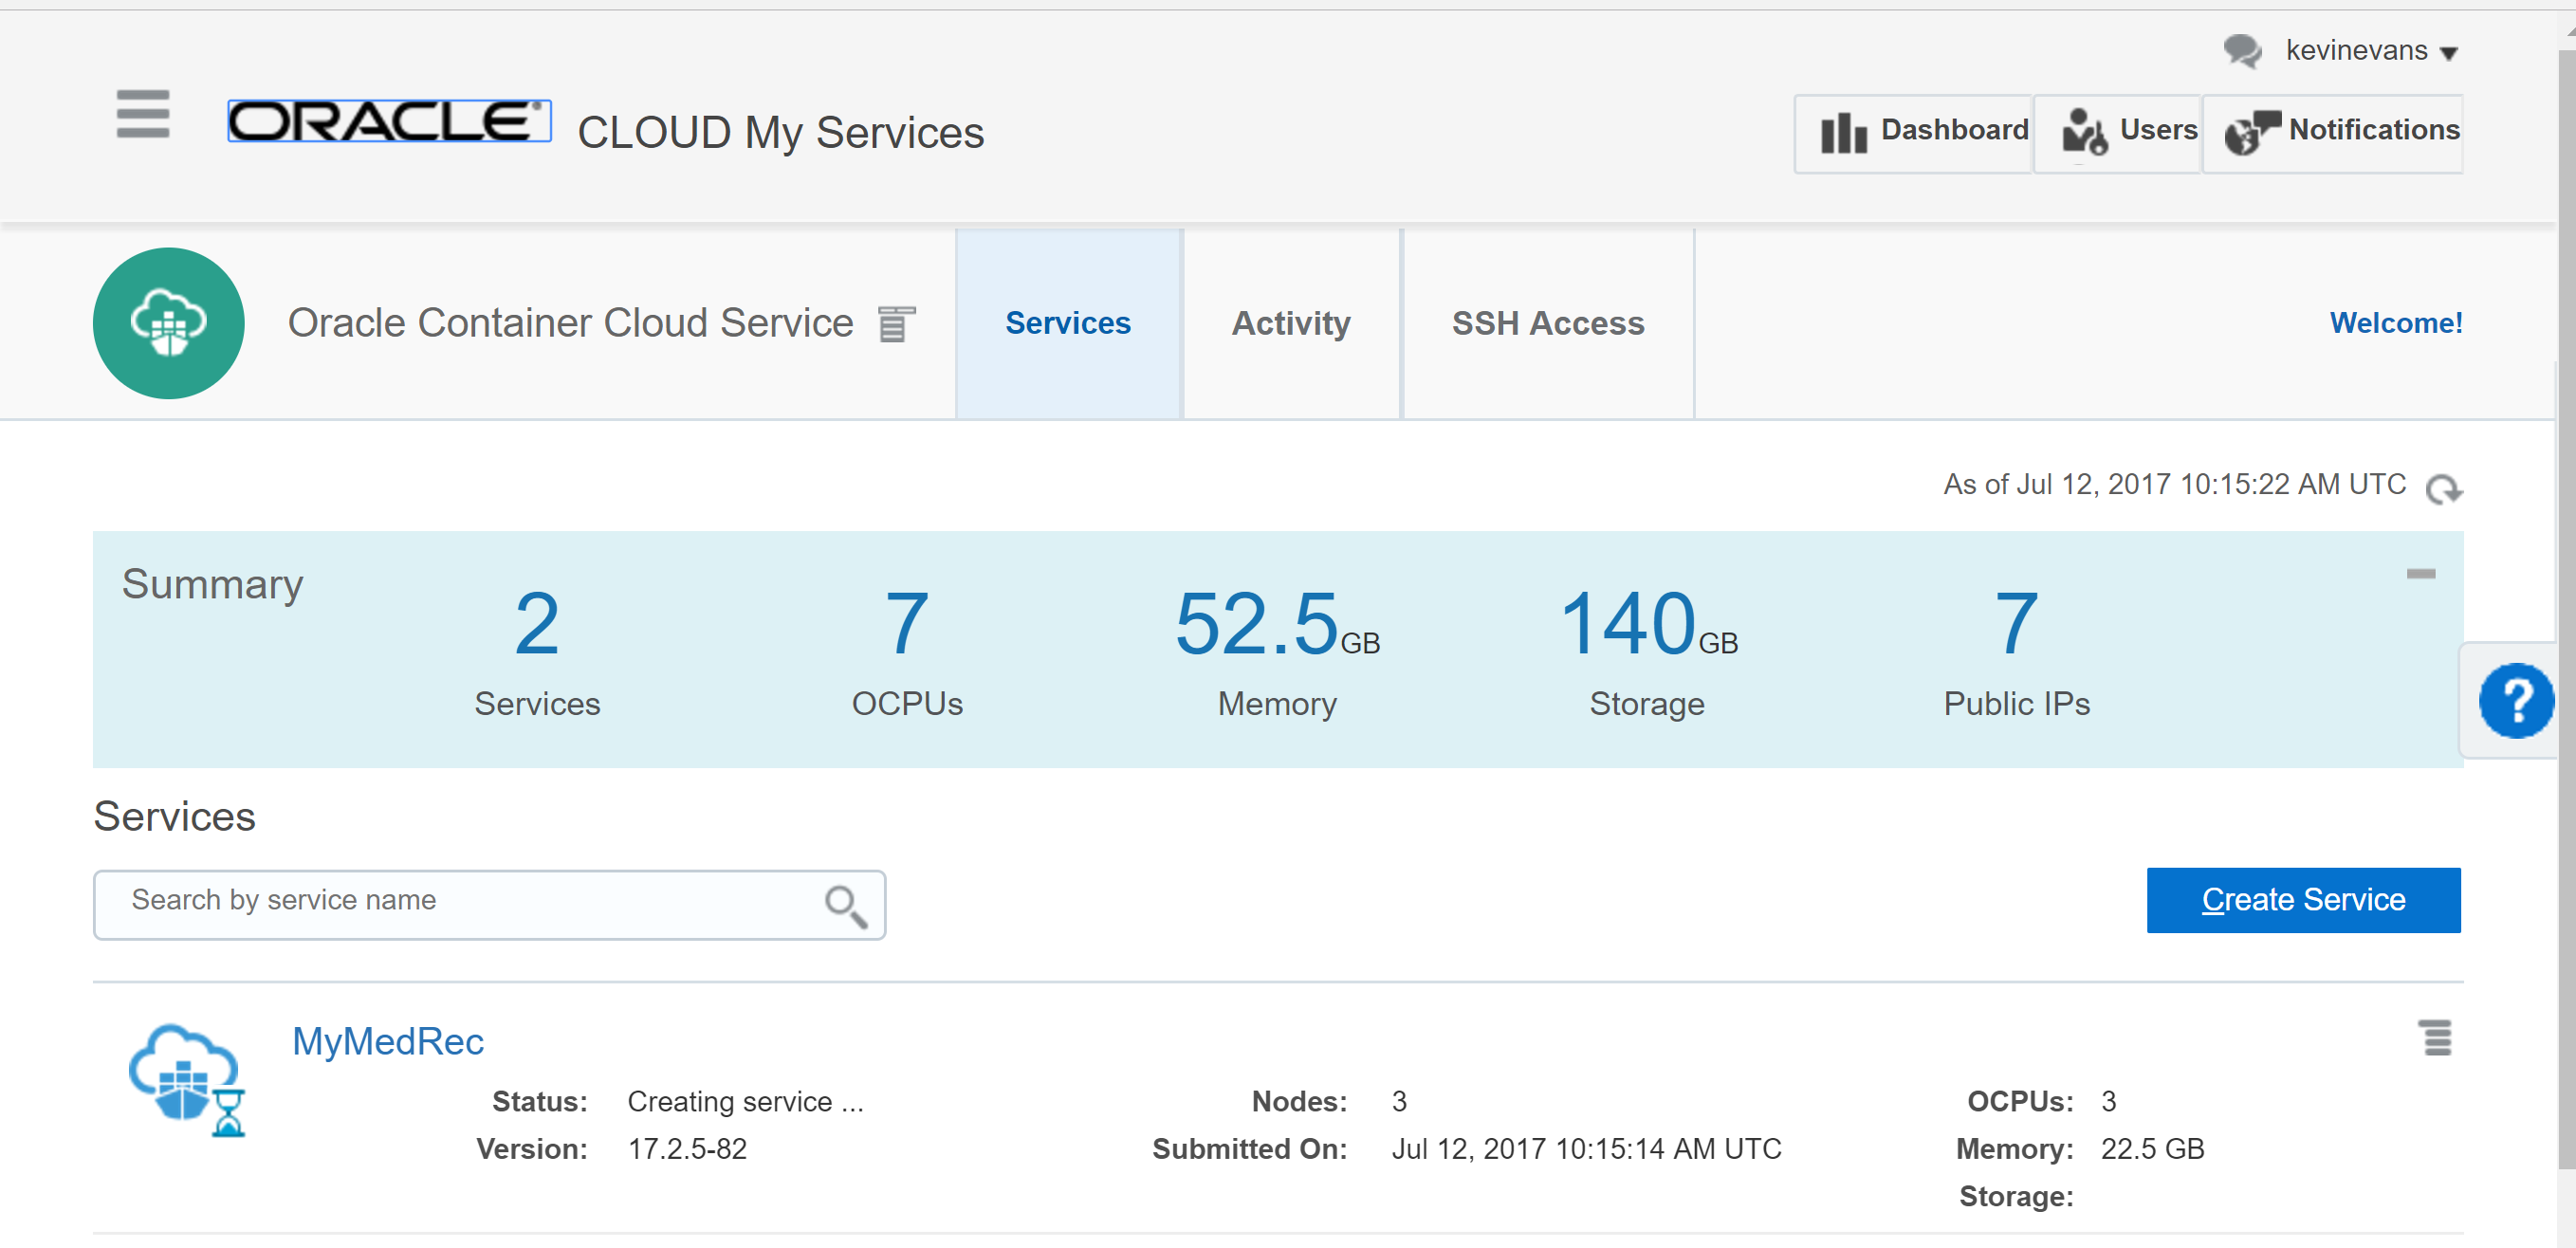 kevinevans
ORACLE CLOUD My Services
Dashboard Users Notifications
Oracle Container Cloud Service Services Activity SSH Access Welcome!
As of Jul 12, 2017 10:15:22 AM UTC
Summary 2 7 52.5GB 140GB 7
Services OCPUs Memory Storage Public IPs
?
Services
Search by service name Create Service
MyMedRec
Status: Creating service ... Nodes: 3 OCPUs: 3
Version: 17.2.5-82 Submitted On: Jul 12, 2017 10:15:14 AM UTC Memory: 22.5 GB
Storage: